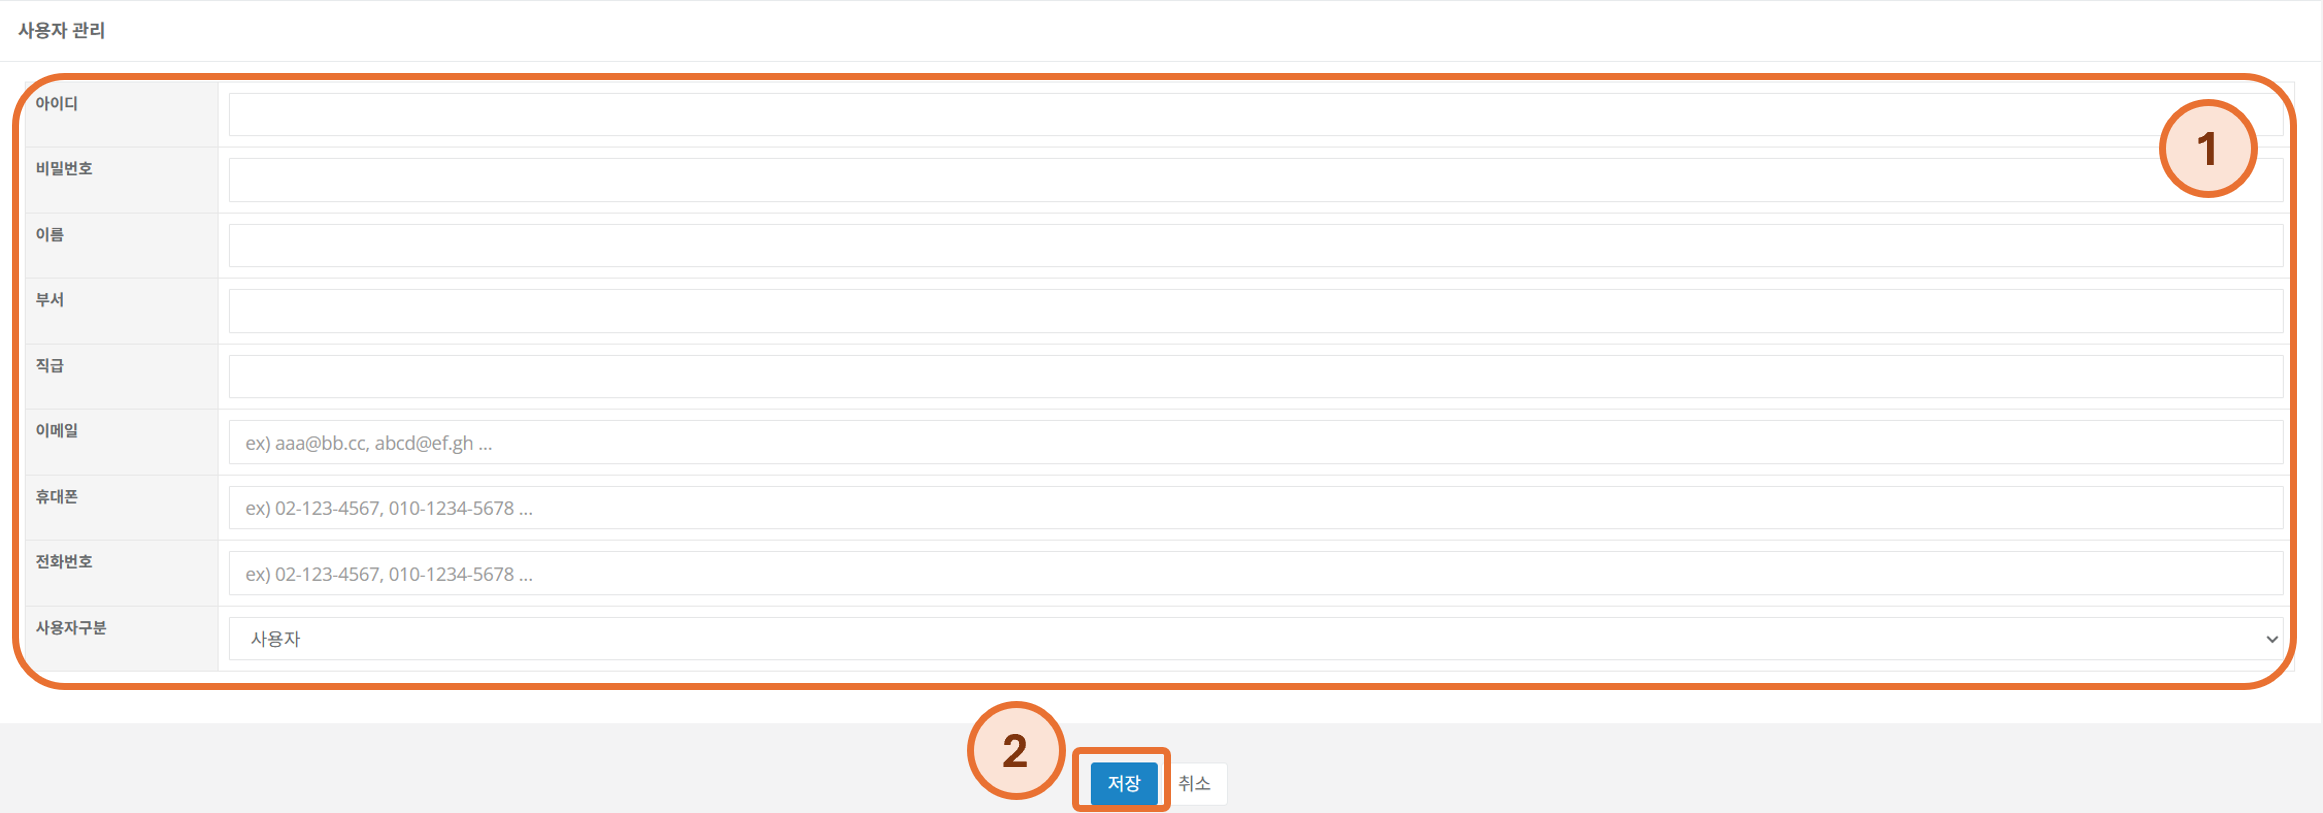 사용자 관리
아이디
1
비밀번호
이름
부서
직급
이메일
ex) aaa@bb.cc, abcd@ef.gh ...
휴대폰
ex) 02-123-4567, 010-1234-5678 ...
전화번호
ex) 02-123-4567, 010-1234-5678 ...
사용자구분
사용자
2
저장
취소